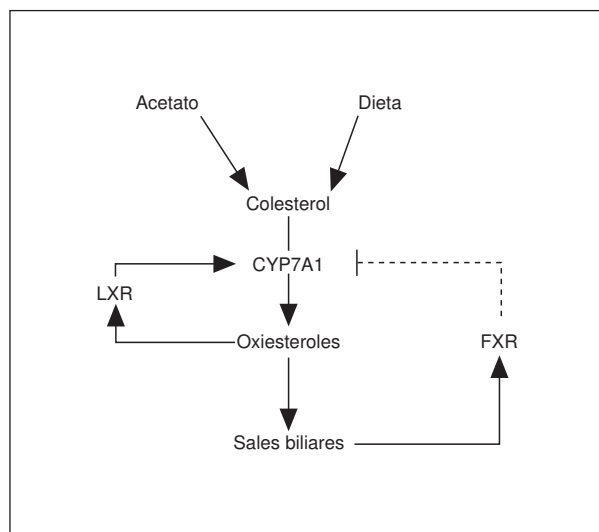 Acetato Dieta
Colesterol
CYP7A1
LXR
Oxiesteroles FXR
Sales biliares